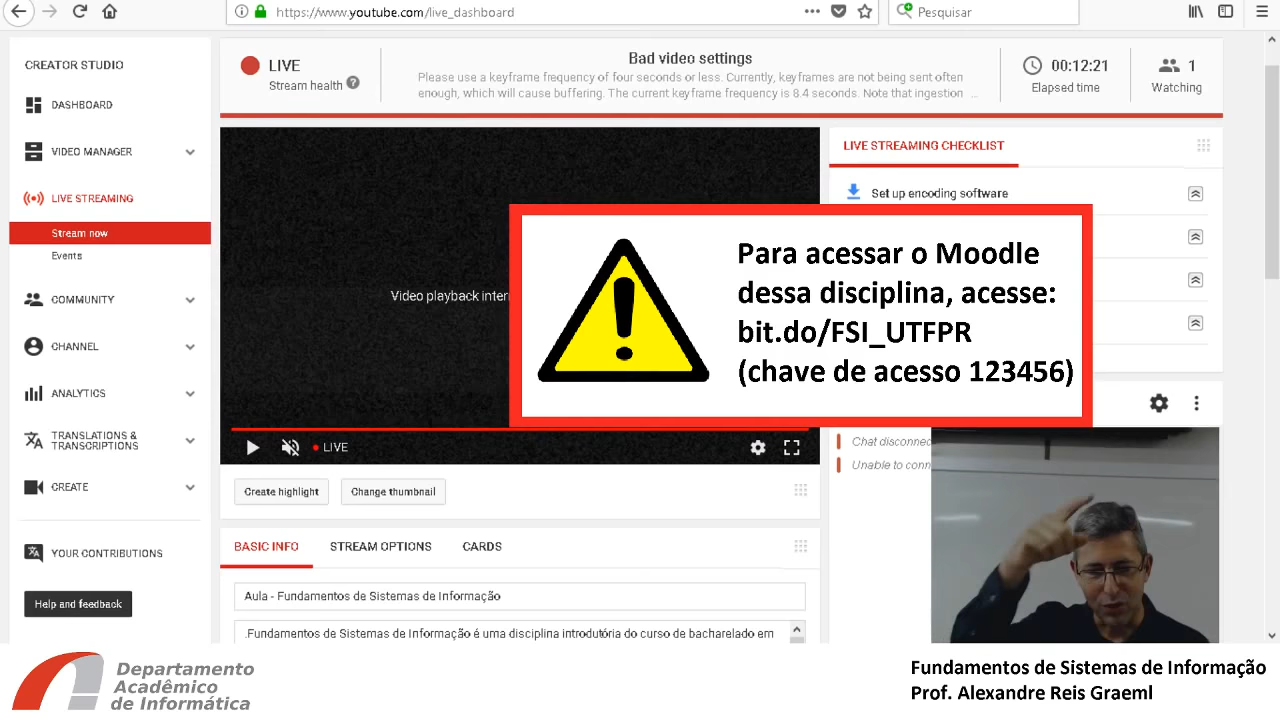 https://www.youtube.com/live_dashboard
Pesquisar
CREATOR STUDIO
DASHBOARD
VIDEO MANAGER
LIVE STREAMING
Stream now
Events
COMMUNITY
CHANNEL
ANALYTICS
TRANSLATIONS &
TRANSCRIPTIONS
CREATE
YOUR CONTRIBUTIONS
Help and feedback
LIVE
Stream health
Bad video settings
Please use a keyframe frequency of four seconds or less. Currently, keyframes are not being sent often
enough, which will cause buffering. The current keyframe frequency is 8.4 seconds. Note that ingestion ...
00:12:21
Elapsed time
1
Watching
Video playback inter
LIVE
Create highlight
Change thumbnail
BASIC INFO
STREAM OPTIONS
CARDS
Aula - Fundamentos de Sistemas de Informação
.Fundamentos de Sistemas de Informação é uma disciplina introdutória do curso de bacharelado em
LIVE STREAMING CHECKLIST
Set up encoding software
Para acessar o Moodle
dessa disciplina, acesse:
bit.do/FSI_UTFPR
(chave de acesso 123456)
Chat disconnec
Unable to conn
Departamento
Acadêmico
de Informática
Fundamentos de Sistemas de Informação
Prof. Alexandre Reis Graeml